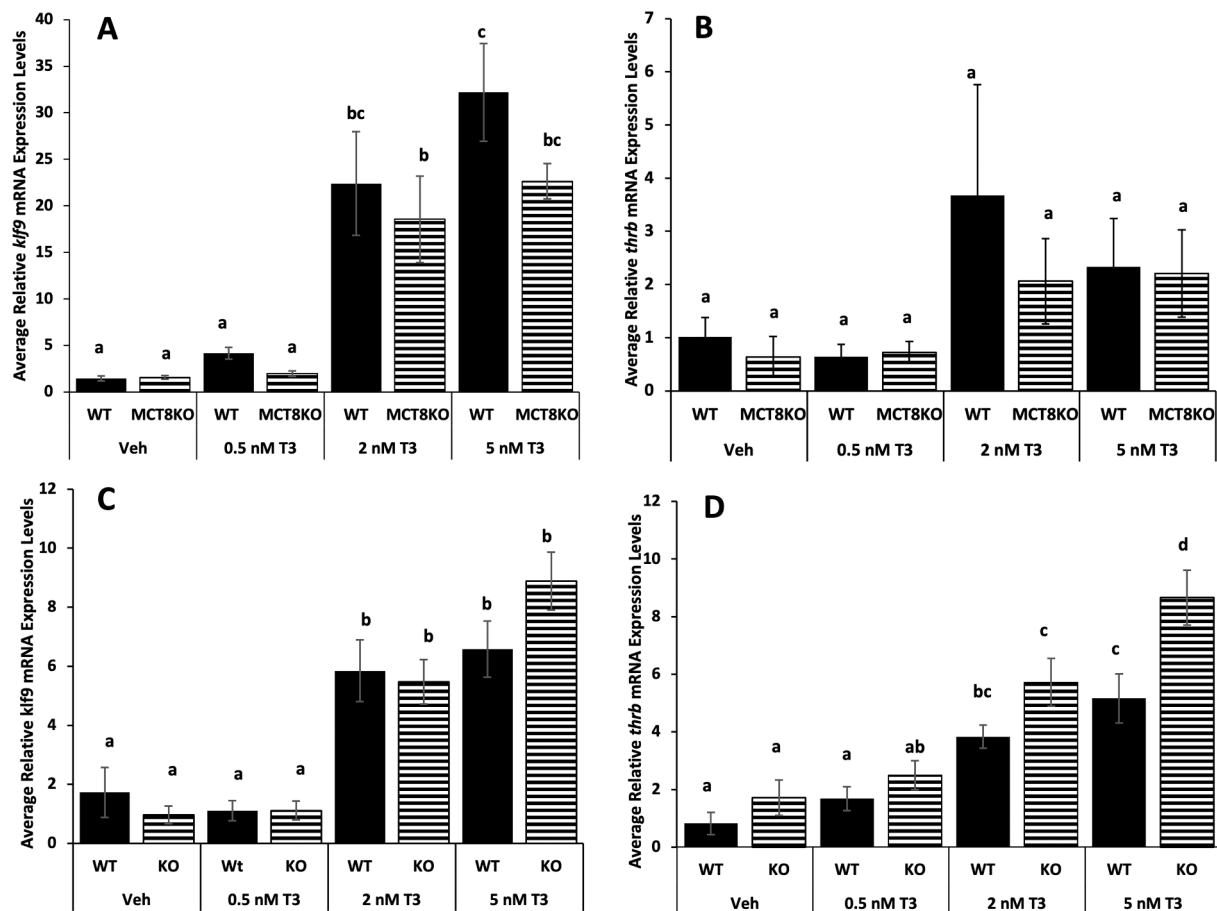 A
Average Relative klf9 mRNA Expression Levels
40
35
30
25
20
15
10
5
0
a
a
a
a
bc
b
c
bc
WT MCT8KO WT MCT8KO WT MCT8KO WT MCT8KO
Veh 0.5 nM T3 2 nM T3 5 nM T3
B
Average Relative thrb mRNA Expression Levels
7
6
5
4
3
2
1
0
a
a
a
a
a
a
a
a
WT MCT8KO WT MCT8KO WT MCT8KO WT MCT8KO
Veh 0.5 nM T3 2 nM T3 5 nM T3
C
Average Relative klf9 mRNA Expression Levels
12
10
8
6
4
2
0
a
a
a
a
b
b
b
b
WT KO Wt KO WT KO WT KO
Veh 0.5 nM T3 2 nM T3 5 nM T3
D
Average Relative thrb mRNA Expression Levels
12
10
8
6
4
2
0
a
a
a
ab
bc
c
c
d
WT KO WT KO WT KO WT KO
Veh 0.5 nM T3 2 nM T3 5 nM T3